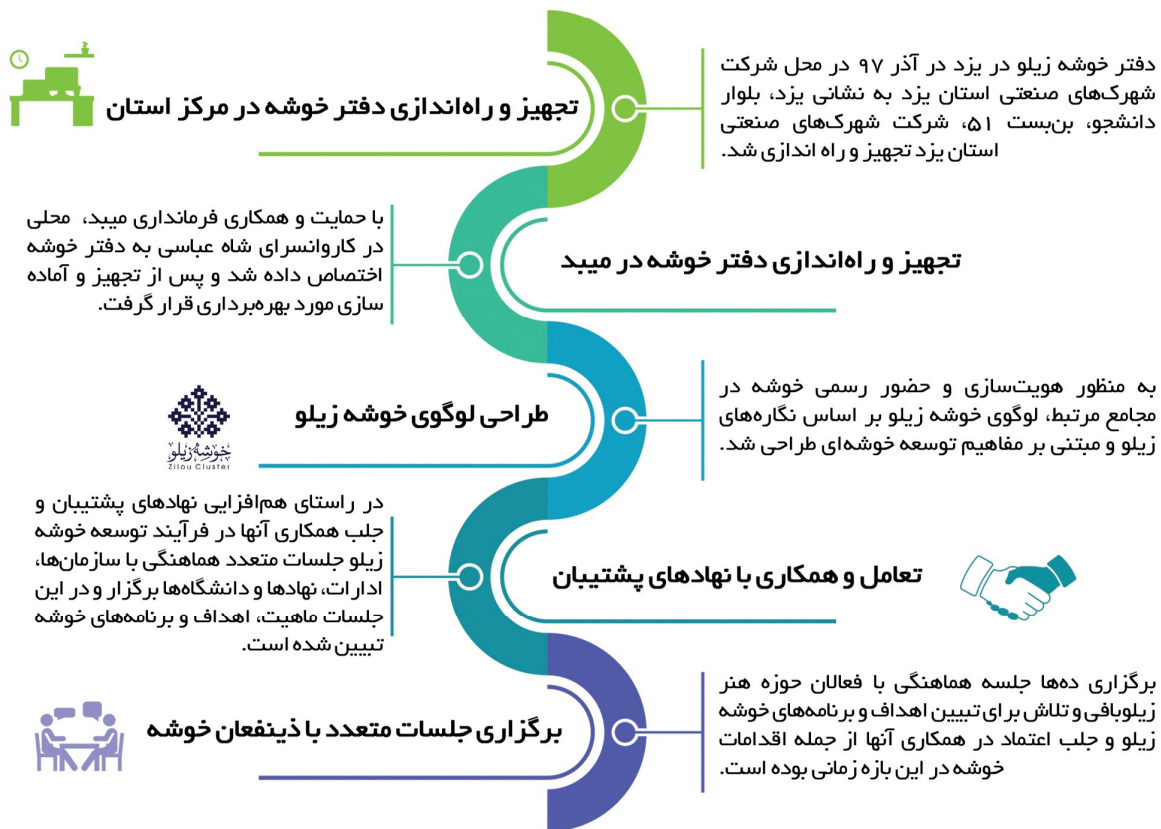 تجهیز و راه‌اندازی دفتر خوشه در مرکز استان
دفتر خوشه زیلو در یزد در آذر ۹۷ در محل شرکت
شهرک‌های صنعتی استان یزد به نشانی یزد، بلوار
دانشجو، بن‌بست ۵۱، شرکت شهرک‌های صنعتی
استان یزد تجهیز و راه اندازی شد.
تجهیز و راه‌اندازی دفتر خوشه در میبد
با حمایت و همکاری فرمانداری میبد، محلی
در کاروانسرای شاه عباسی به دفتر خوشه
اختصاص داده شد و پس از تجهیز و آماده
سازی مورد بهره‌برداری قرار گرفت.
طراحی لوگوی خوشه زیلو
خوشه زیلو
Zilou Cluster
به منظور هویت‌سازی و حضور رسمی خوشه در
مجامع مرتبط، لوگوی خوشه زیلو بر اساس نگاره‌های
زیلو و مبتنی بر مفاهیم توسعه خوشه‌ای طراحی شد.
تعامل و همکاری با نهادهای پشتیبان
در راستای هم‌افزایی نهادهای پشتیبان و
جلب همکاری آنها در فرآیند توسعه خوشه
زیلو جلسات متعدد هماهنگی با سازمان‌ها،
ادارات، نهادها و دانشگاه‌ها برگزار و در این
جلسات ماهیت، اهداف و برنامه‌های خوشه
تبیین شده است.
برگزاری جلسات متعدد با ذینفعان خوشه
برگزاری ده‌ها جلسه هماهنگی با فعالان حوزه هنر
زیلوبافی و تلاش برای تبیین اهداف و برنامه‌های خوشه
زیلو و جلب اعتماد در همکاری آنها از جمله اقدامات
خوشه در این بازه زمانی بوده است.